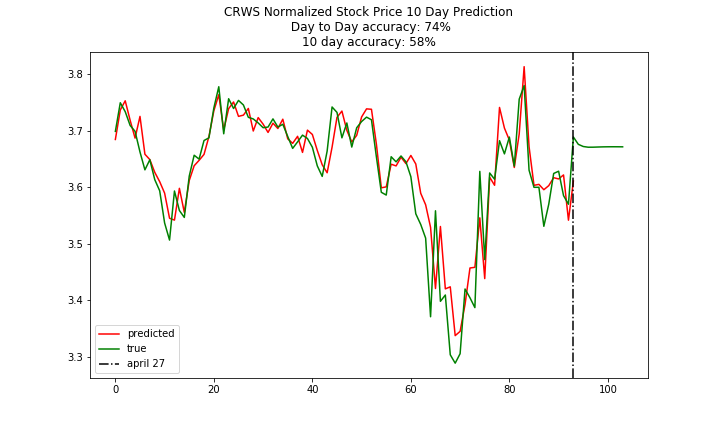 CRWS Normalized Stock Price 10 Day Prediction
Day to Day accuracy: 74%
10 day accuracy: 58%
3.8
3.7
3.6
3.5
3.4
3.3
predicted
true
april 27
0 20 40 60 80 100